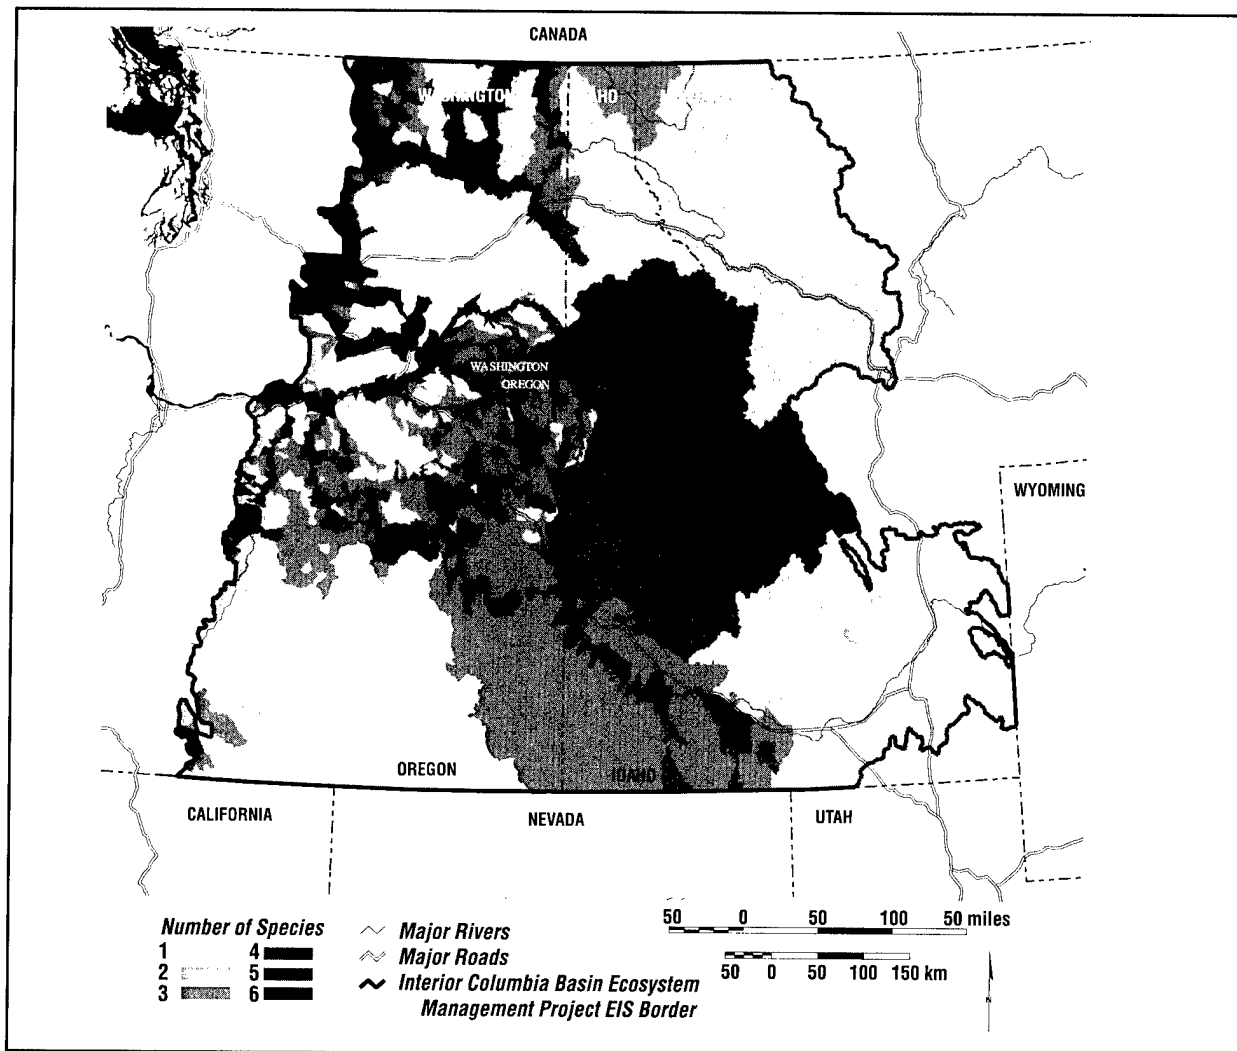 CANADA
WASHINGTON
IDAHO
WASHINGTON
OREGON
WYOMING
OREGON
IDAHO
CALIFORNIA
NEVADA
UTAH
Number of Species
1
2
3
4
5
6
Major Rivers
Major Roads
Interior Columbia Basin Ecosystem
Management Project EIS Border
50 0 50 100 50 miles
50 0 50 100 150 km
N